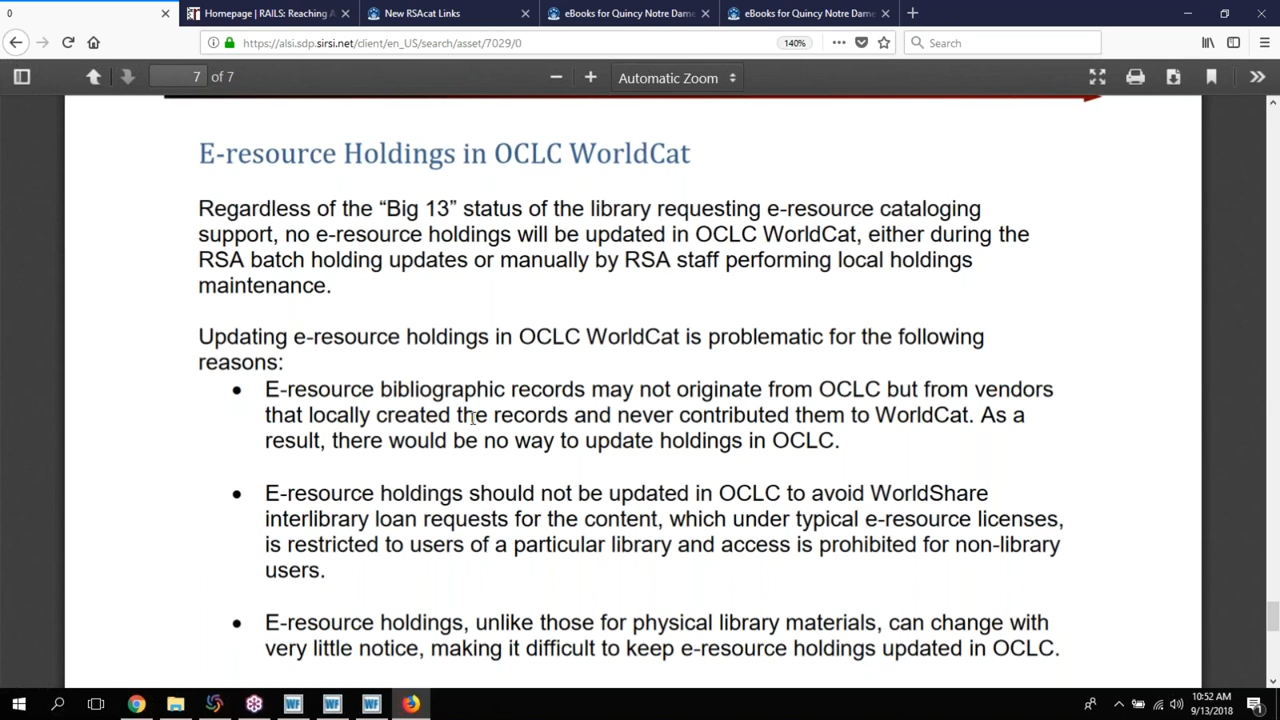 0
Homepage | RAILS: Reaching A
New RSAcat Links
eBooks for Quincy Notre Dame
eBooks for Quincy Notre Dame
https://alsi.sdp.sirsi.net/client/en_US/search/asset/7029/0
140%
Search
7 of 7
Automatic Zoom
E-resource Holdings in OCLC WorldCat
Regardless of the “Big 13” status of the library requesting e-resource cataloging
support, no e-resource holdings will be updated in OCLC WorldCat, either during the
RSA batch holding updates or manually by RSA staff performing local holdings
maintenance.
Updating e-resource holdings in OCLC WorldCat is problematic for the following
reasons:
• E-resource bibliographic records may not originate from OCLC but from vendors
that locally created the records and never contributed them to WorldCat. As a
result, there would be no way to update holdings in OCLC.
• E-resource holdings should not be updated in OCLC to avoid WorldShare
interlibrary loan requests for the content, which under typical e-resource licenses,
is restricted to users of a particular library and access is prohibited for non-library
users.
• E-resource holdings, unlike those for physical library materials, can change with
very little notice, making it difficult to keep e-resource holdings updated in OCLC.
WF
WF
WF
10:52 AM
9/13/2018
1